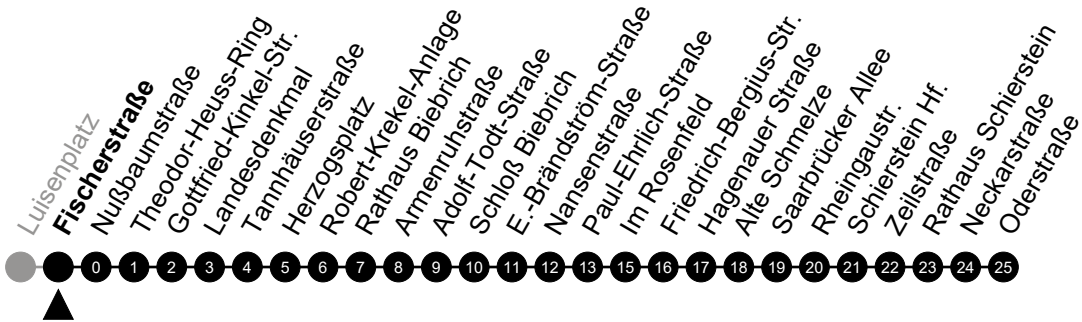 Luisenplatz
Fischerstraße
Nußbaumstraße
Theodor-Heuss-Ring
Gottfried-Kinkel-Str.
Landesdenkmal
Tannhäuserstraße
Herzogsplatz
Robert-Krekel-Anlage
Rathaus Biebrich
Armenruhstraße
Adolf-Todt-Straße
Schloß Biebrich
E.-Brändström-Straße
Nansenstraße
Paul-Ehrlich-Straße
Im Rosenfeld
Friedrich-Bergius-Str.
Hagenauer Straße
Alte Schmelze
Saarbrücker Allee
Rheingaustr.
Schierstein Hf.
Zeilstraße
Rathaus Schierstein
Neckarstraße
Oderstraße
0 1 2 3 4 5 6 7 8 9 10 11 12 13 15 16 17 18 19 20 21 22 23 24 25